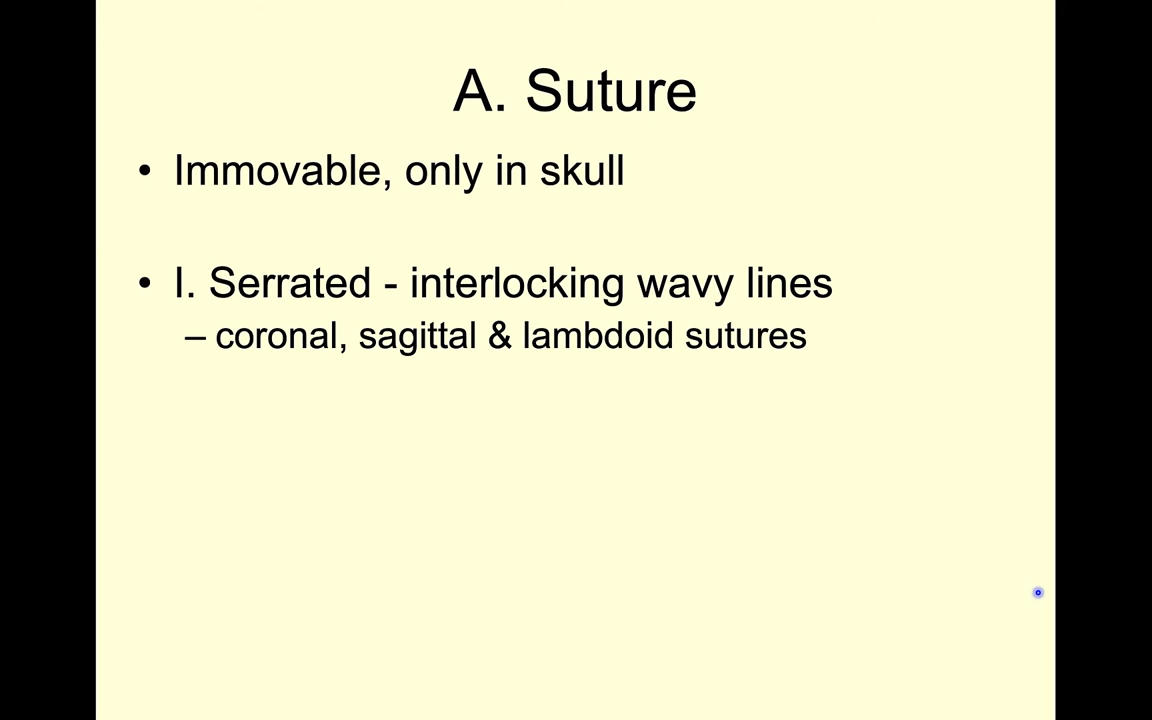 A. Suture
• Immovable, only in skull
• I. Serrated - interlocking wavy lines
– coronal, sagittal & lambdoid sutures